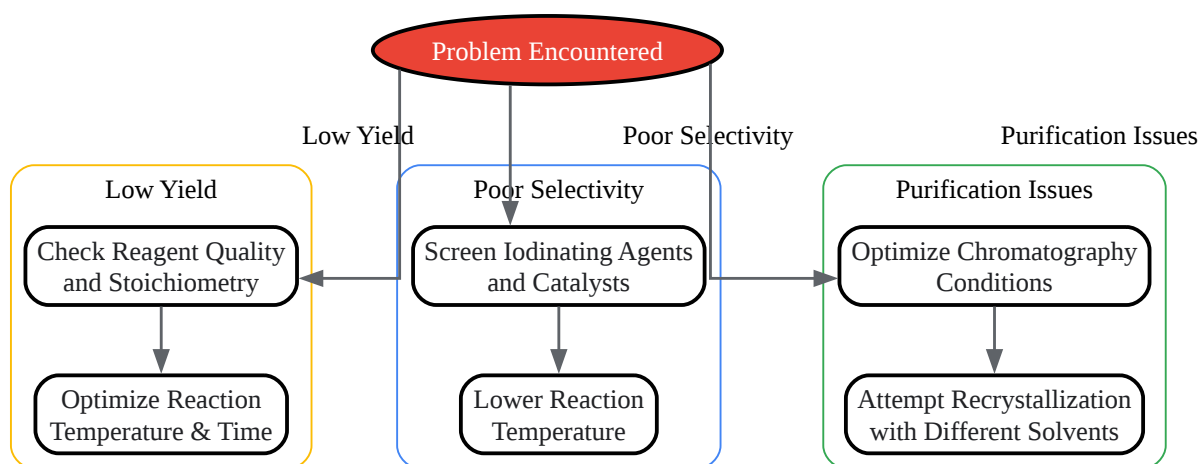 Problem Encountered
Low Yield
Poor Selectivity
Purification Issues
Low Yield
Poor Selectivity
Purification Issues
Check Reagent Quality
and Stoichiometry
Screen Iodinating Agents
and Catalysts
Optimize Chromatography
Conditions
Optimize Reaction
Temperature & Time
Lower Reaction
Temperature
Attempt Recrystallization
with Different Solvents